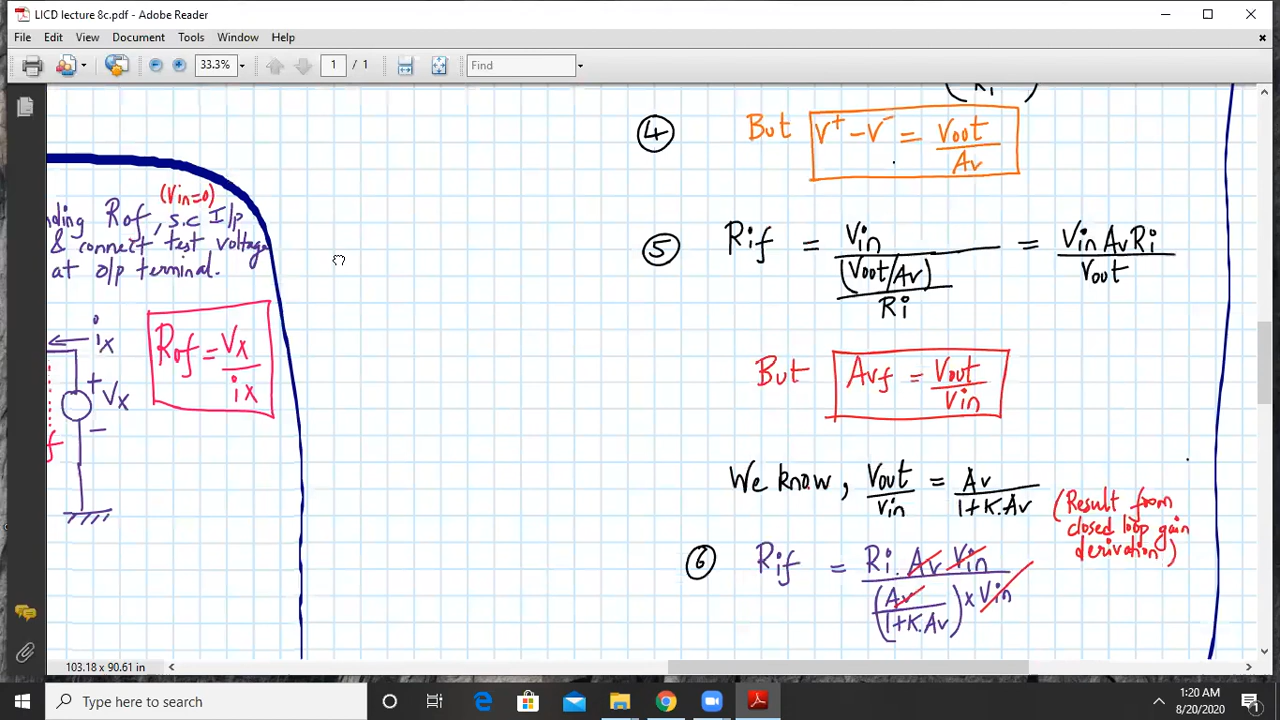 LICD lecture 8c.pdf - Adobe Reader
File Edit View Document Tools Window Help
33.3% 1 / 1 Find
(Vin=0)
Rof, s.c I/p
& connect test voltage
at o/p terminal.
ix
+
Vx
-
f
Rof = Vx
ix
Ri
④ But V⁺ - V⁻ = Vout
Av
⑤ Rif = Vin = Vin Av Ri
(Vout/Av) Vout
Ri
But Avf = Vout
Vin
We know, Vout = Av
Vin 1+K.Av
(Result from
closed loop gain
derivation)
⑥ Rif = Ri. Av Vin
(Av) x Vin
1+K.Av
103.18 x 90.61 in
Type here to search
1:20 AM
8/20/2020
1